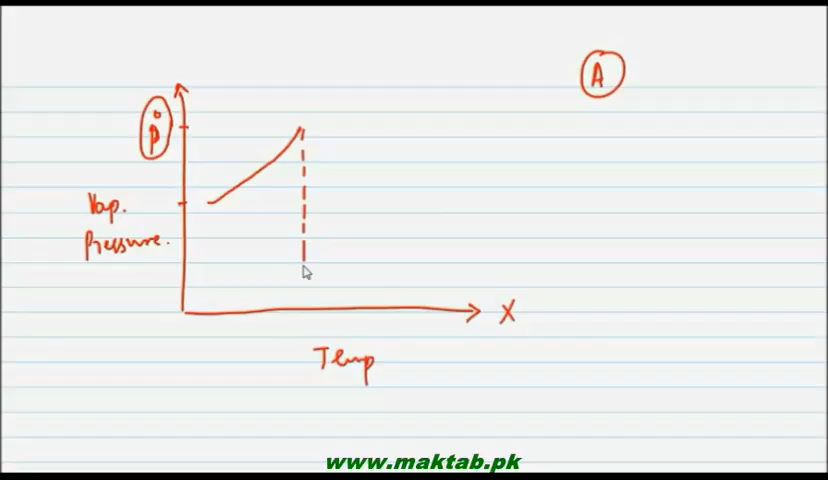 A
p°
Vap.
Pressure.
X
Temp
www.maktab.pk